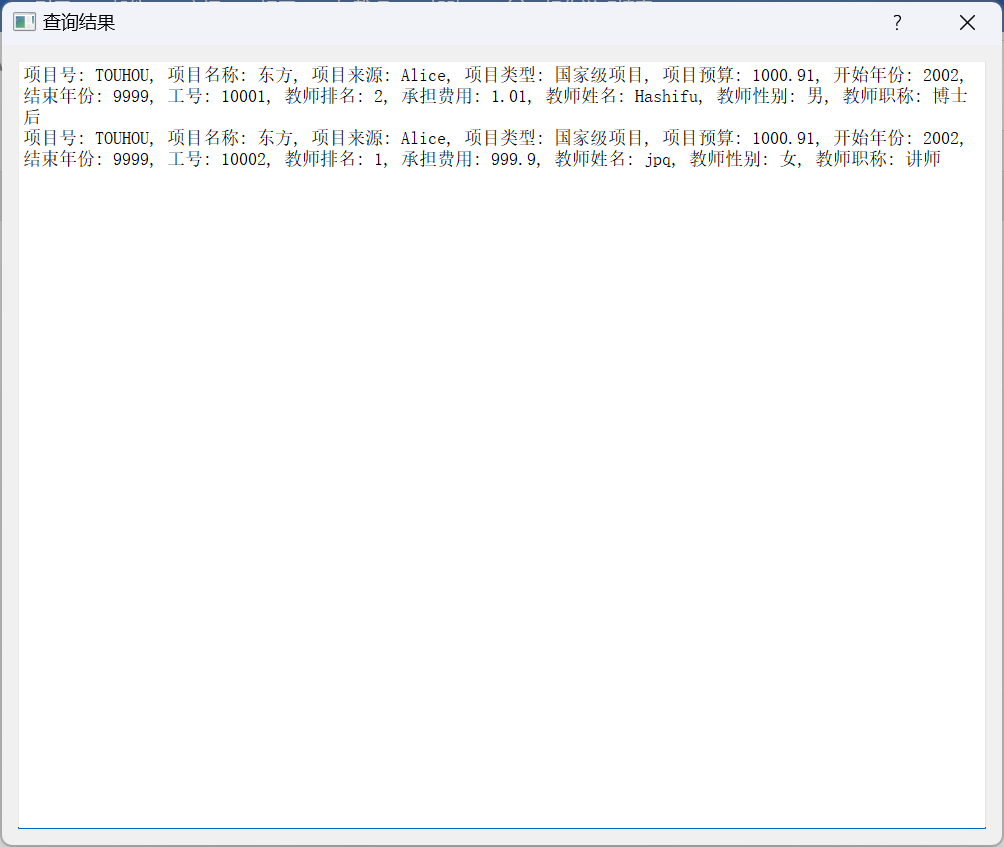 查询结果
?
项目号: TOUHOU, 项目名称: 东方, 项目来源: Alice, 项目类型: 国家级项目, 项目预算: 1000.91, 开始年份: 2002,
结束年份: 9999, 工号: 10001, 教师排名: 2, 承担费用: 1.01, 教师姓名: Hashifu, 教师性别: 男, 教师职称: 博士
后
项目号: TOUHOU, 项目名称: 东方, 项目来源: Alice, 项目类型: 国家级项目, 项目预算: 1000.91, 开始年份: 2002,
结束年份: 9999, 工号: 10002, 教师排名: 1, 承担费用: 999.9, 教师姓名: jpq, 教师性别: 女, 教师职称: 讲师